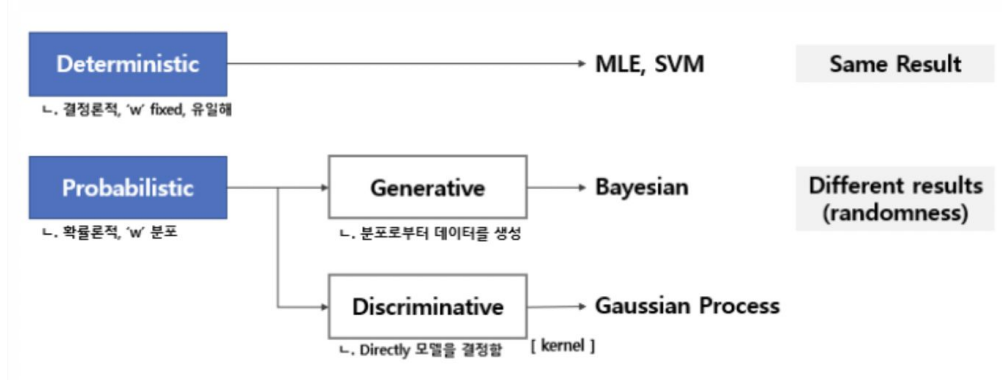 Deterministic
MLE, SVM
Same Result
ㄴ. 결정론적, 'w' fixed, 유일해
Probabilistic
Generative
Bayesian
Different results
(randomness)
ㄴ. 확률론적, 'w' 분포
ㄴ. 분포로부터 데이터를 생성
Discriminative
Gaussian Process
ㄴ. Directly 모델을 결정함
[ kernel ]